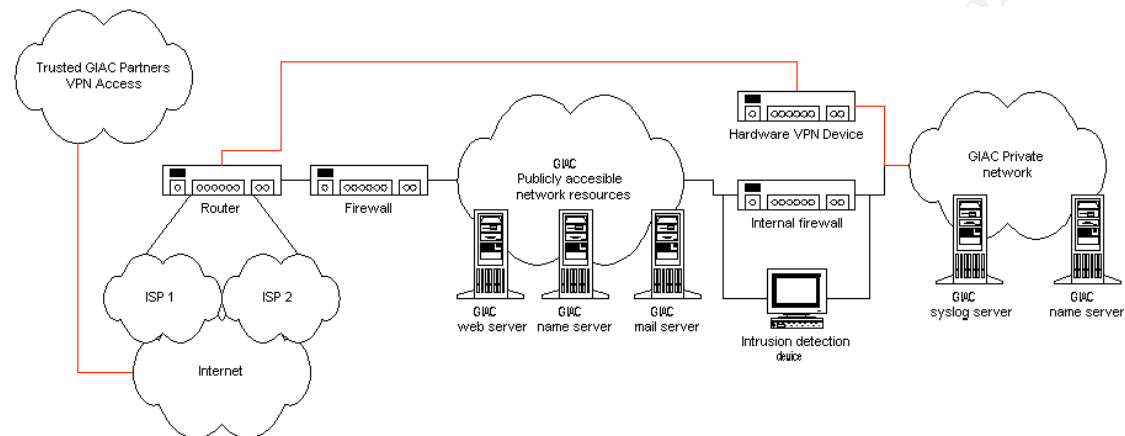 Trusted GIAC Partners
VPN Access
Router
Firewall
ISP 1
ISP 2
Internet
GIAC
Publicly accesible
network resources
GIAC
web server
GIAC
name server
GIAC
mail server
Hardware VPN Device
Internal firewall
Intrusion detection
device
GIAC Private
network
GIAC
syslog server
GIAC
name server